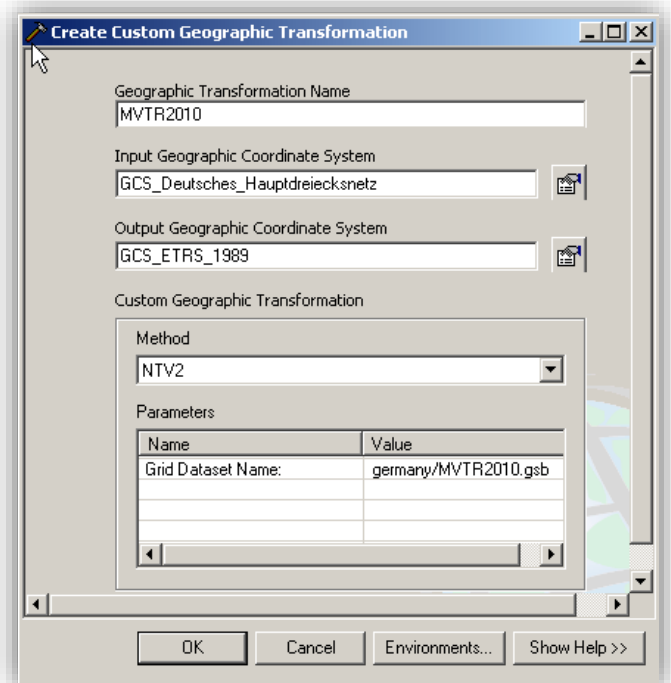 Create Custom Geographic Transformation
Geographic Transformation Name
MVTR2010
Input Geographic Coordinate System
GCS_Deutsches_Hauptdreiecksnetz
Output Geographic Coordinate System
GCS_ETRS_1989
Custom Geographic Transformation
Method
NTV2
Parameters
Name Value
Grid Dataset Name: germany/MVTR2010.gsb
OK Cancel Environments... Show Help >>